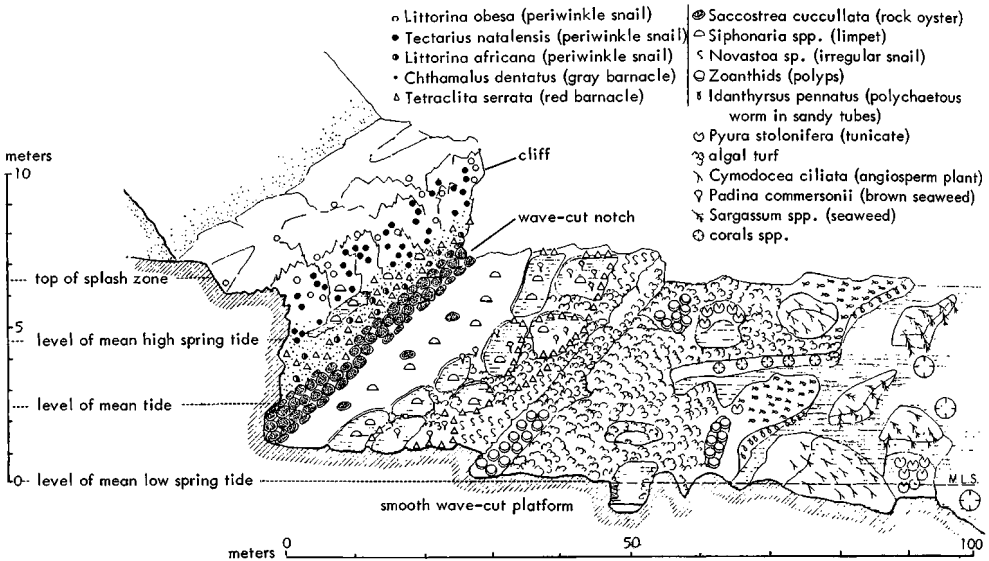 Littorina obesa (periwinkle snail)
Tectarius natalensis (periwinkle snail)
Littorina africana (periwinkle snail)
Chthamalus dentatus (gray barnacle)
Tetraclita serrata (red barnacle)
Saccostrea cuccullata (rock oyster)
Siphonaria spp. (limpet)
Novastoa sp. (irregular snail)
Zoanthids (polyps)
Idanthyrsus pennatus (polychaetous
worm in sandy tubes)
Pyura stolonifera (tunicate)
algal turf
Cymodocea ciliata (angiosperm plant)
Padina commersonii (brown seaweed)
Sargassum spp. (seaweed)
corals spp.
meters
10
cliff
wave-cut notch
top of splash zone
5
level of mean high spring tide
level of mean tide
0
level of mean low spring tide
M.L.S.
smooth wave-cut platform
meters
0
50
100